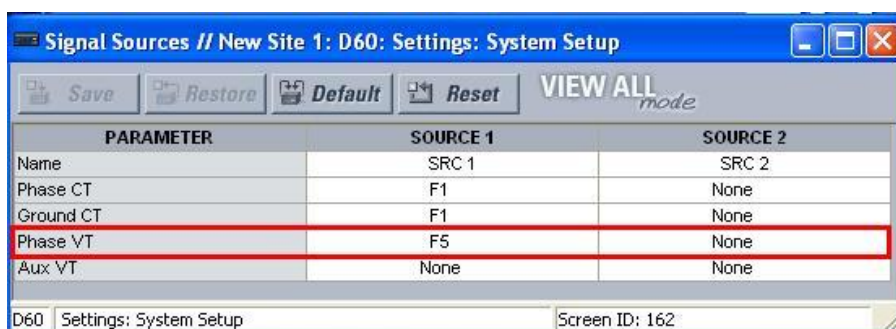 Signal Sources // New Site 1: D60: Settings: System Setup
Save Restore Default Reset VIEW ALL mode
PARAMETER SOURCE 1 SOURCE 2
Name SRC 1 SRC 2
Phase CT F1 None
Ground CT F1 None
Phase VT F5 None
Aux VT None None
D60 Settings: System Setup Screen ID: 162